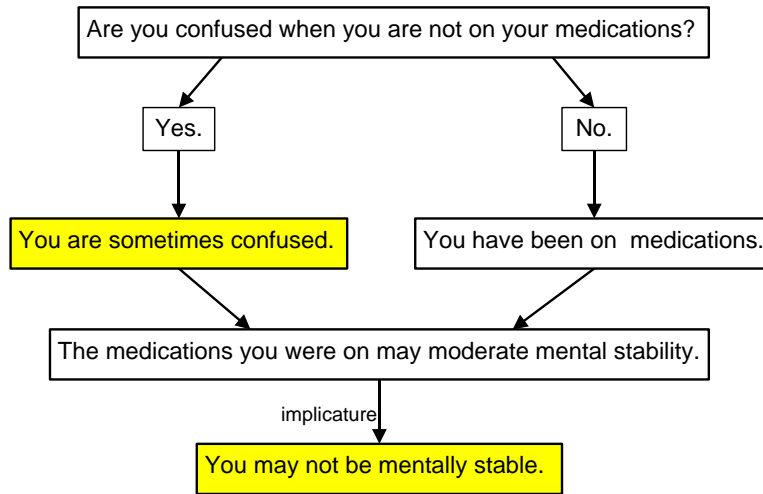 Are you confused when you are not on your medications?
Yes.
No.
You are sometimes confused.
You have been on  medications.
The medications you were on may moderate mental stability.
implicature
You may not be mentally stable.